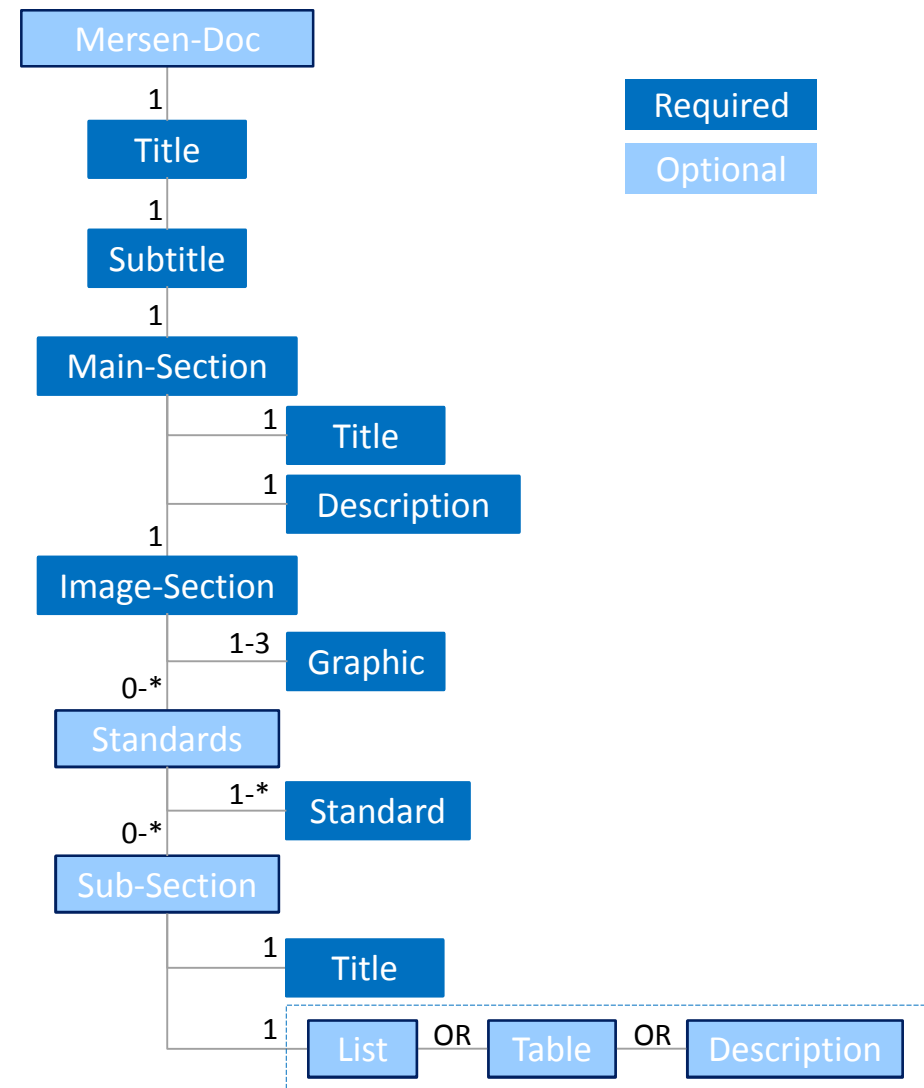 Mersen-Doc
Required
1
Title
Optional
1
Subtitle
1
Main-Section
1
Title
1
Description
1
Image-Section
1-3
Graphic
0-*
Standards
1-*
Standard
0-*
Sub-Section
1
Title
1
List OR Table OR Description